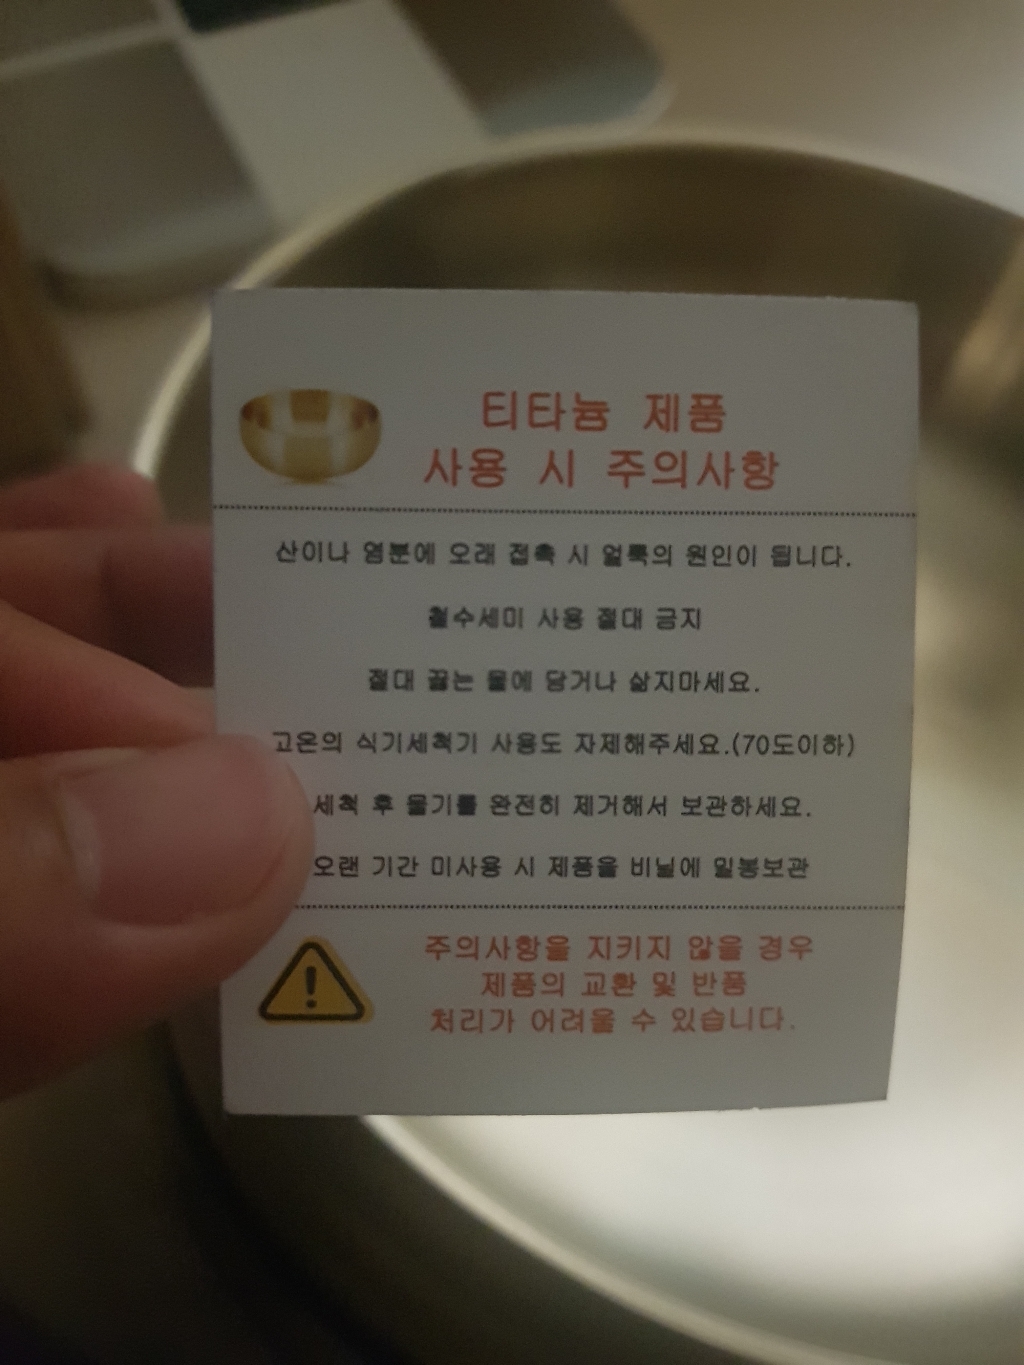 티타늄 제품
사용 시 주의사항
산이나 염분에 오래 접촉 시 얼룩의 원인이 됩니다.
철수세미 사용 절대 금지
절대 끓는 물에 담거나 삶지마세요.
고온의 식기세척기 사용도 자제해주세요.(70도이하)
세척 후 물기를 완전히 제거해서 보관하세요.
오랜 기간 미사용 시 제품을 비닐에 밀봉보관
주의사항을 지키지 않을 경우
제품의 교환 및 반품
처리가 어려울 수 있습니다.